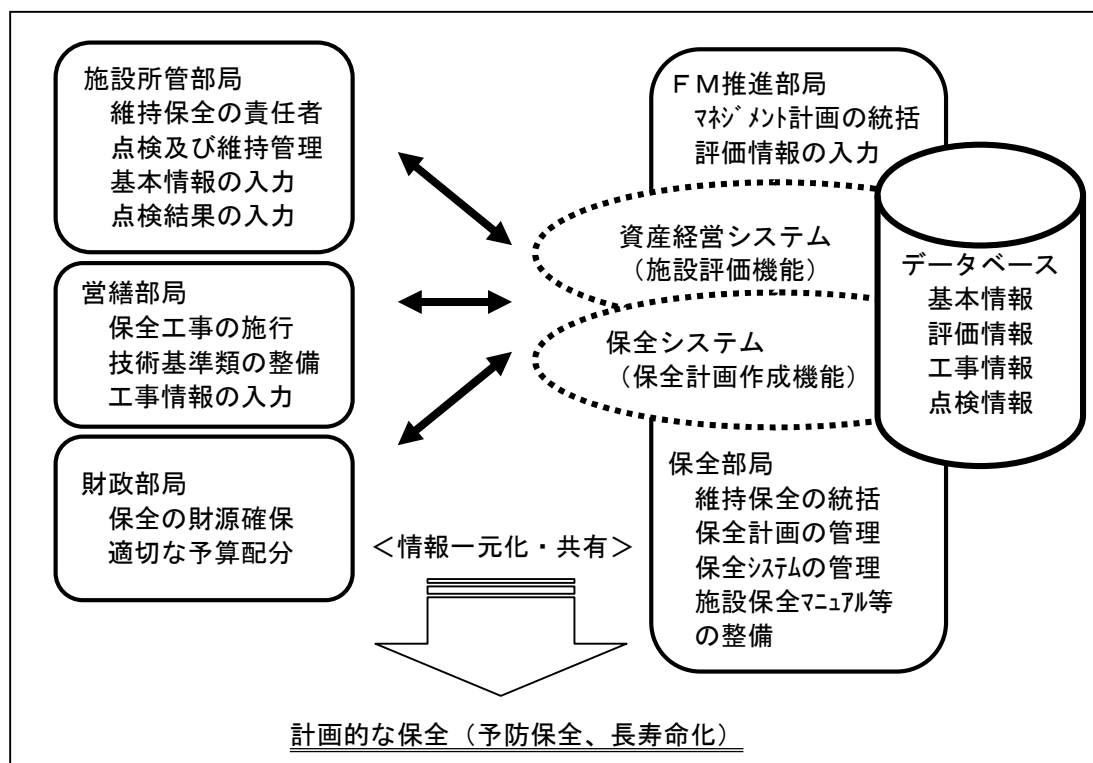 施設所管部局
維持保全の責任者
点検及び維持管理
基本情報の入力
点検結果の入力
営繕部局
保全工事の施行
技術基準類の整備
工事情報の入力
財政部局
保全の財源確保
適切な予算配分
ＦＭ推進部局
ﾏﾈｼﾞﾒﾝﾄ計画の統括
評価情報の入力
資産経営システム
（施設評価機能）
保全システム
（保全計画作成機能）
データベース
基本情報
評価情報
工事情報
点検情報
保全部局
維持保全の統括
保全計画の管理
保全ｼｽﾃﾑの管理
施設保全ﾏﾆｭｱﾙ等
の整備
＜情報一元化・共有＞
計画的な保全（予防保全、長寿命化）